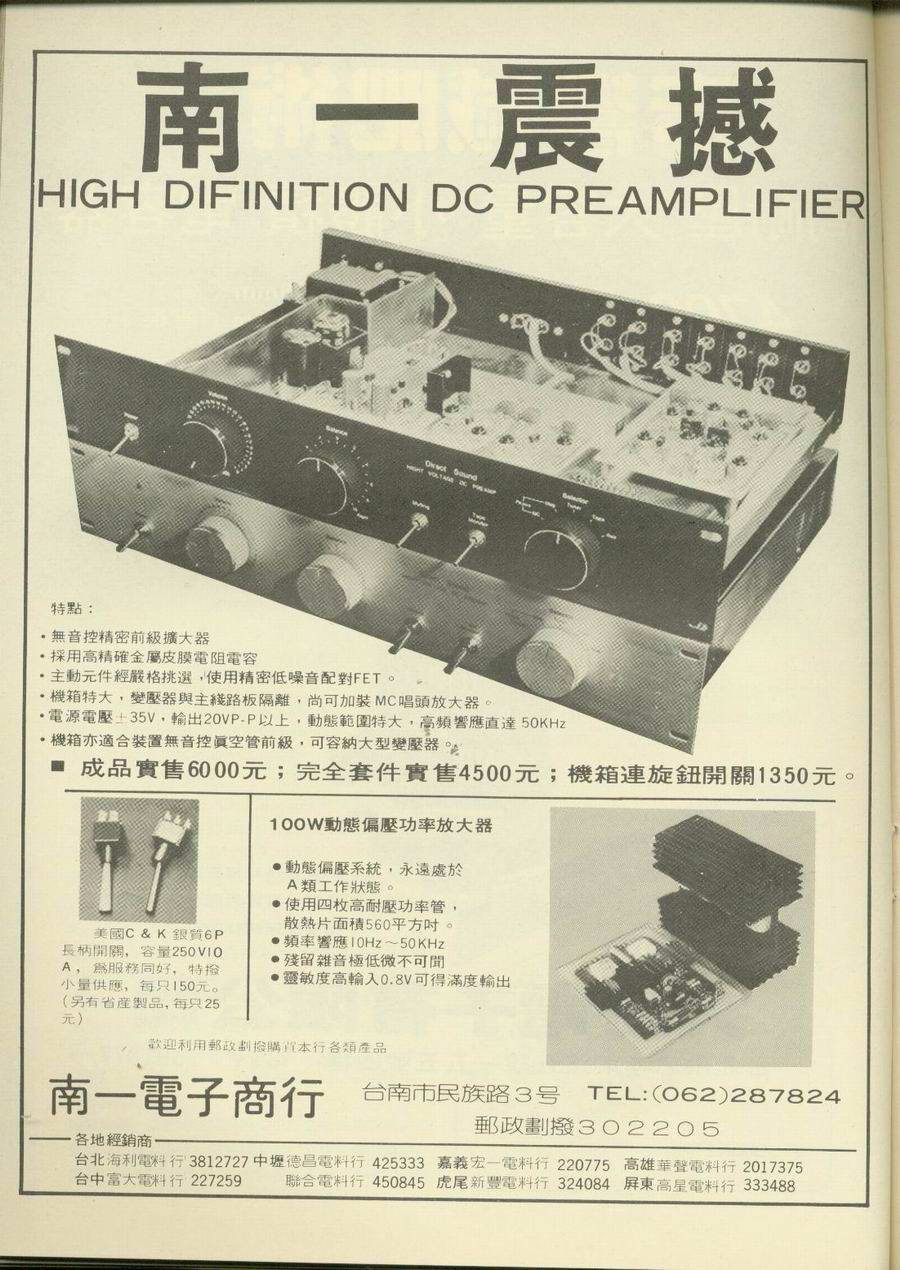 南一震撼
HIGH DIFINITION DC PREAMPLIFIER
Power
Volume
Balance
Direct Sound
HIGHT VOLTAGE DC PREAMP
Muting
Tape
Monitor
Selector
Tuner
特點：
・無音控精密前級擴大器
・採用高精確金屬皮膜電阻電容
・主動元件經嚴格挑選，使用精密低噪音配對FET。
・機箱特大，變壓器與主綫路板隔離，尚可加裝MC唱頭放大器。
・電源電壓±35V，輸出20VP-P以上，動態範圍特大，高頻響應直達50KHz
・機箱亦適合裝置無音控眞空管前級，可容納大型變壓器。
■ 成品實售6000元；完全套件實售4500元；機箱連旋鈕開關1350元。
美國C & K 銀質6P
長柄開關，容量250V10
A，爲服務同好，特撥
小量供應，每只150元。
(另有省產製品，每只25
元)
100W動態偏壓功率放大器
●動態偏壓系統，永遠處於
A類工作狀態。
●使用四枚高耐壓功率管，
散熱片面積560平方吋。
●頻率響應10Hz～50KHz
●殘留雜音極低微不可聞
●靈敏度高輸入0.8V可得滿度輸出
歡迎利用郵政劃撥購買本行各類產品
南一電子商行 台南市民族路3号 TEL:(062)287824
郵政劃撥302205
各地經銷商
台北海利電料行3812727 中壢德昌電料行 425333 嘉義宏一電料行 220775 高雄華聲電料行 2017375
台中富大電料行 227259 聯合電料行 450845 虎尾新豐電料行 324084 屏東高星電料行 333488